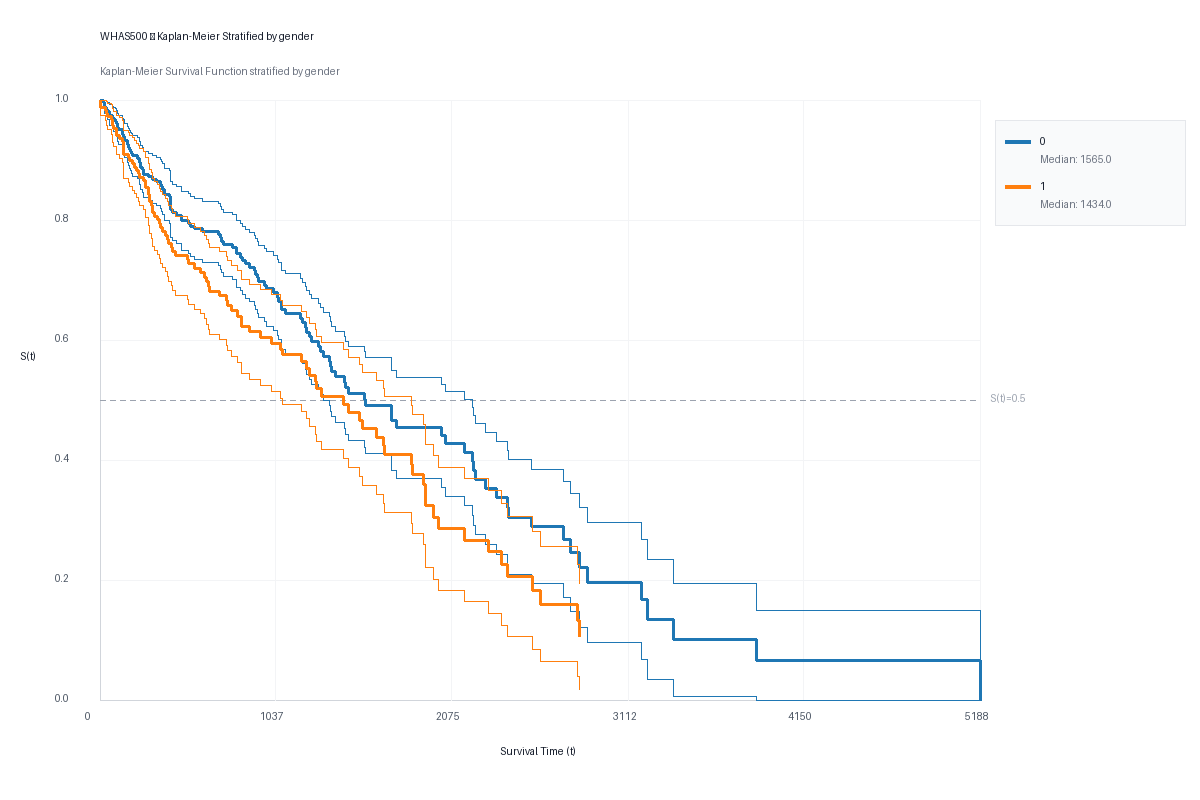 WHAS500 Kaplan-Meier Stratified by gender
Kaplan-Meier Survival Function stratified by gender
1.0
0.8
0.6
S(t)
0.4
0.2
0.0
0
Median: 1565.0
1
Median: 1434.0
S(t)=0.5
0 1037 2075 3112 4150 5188
Survival Time (t)